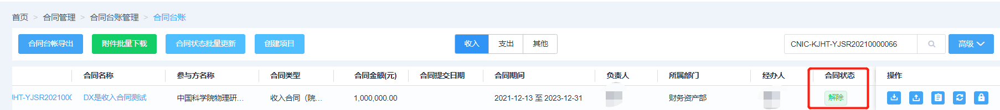 首页 > 合同管理 > 合同台账管理 > 合同台账
合同台帐导出 附件批量下载 合同状态批量更新 创建项目 收入 支出 其他 CNIC-KJHT-YJSR20210000066 高级
合同名称 参与方名称 合同类型 合同金额(元) 合同提交日期 合同期间 负责人 所属部门 经办人 合同状态 操作
JHT-YJSR202100( DX是收入合同测试 中国科学院物理研... 收入合同（院... 1,000,000.00 2021-12-13 至 2023-12-31 财务资产部 解除